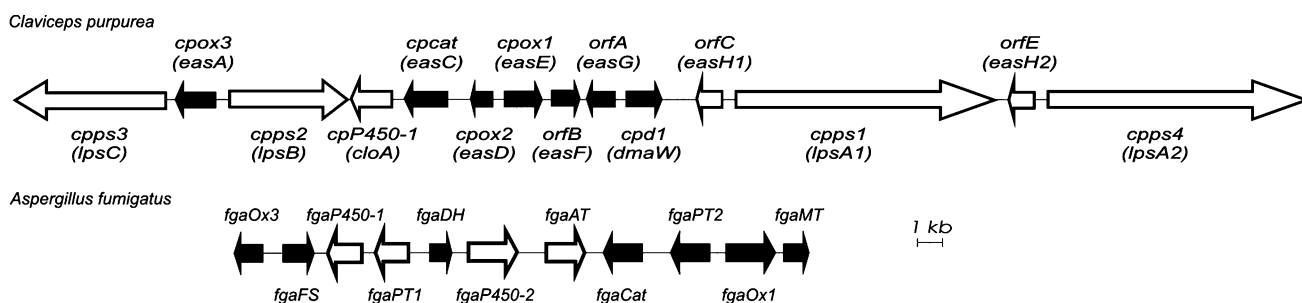 Claviceps purpurea
cpox3 cpcat cpox1 orfA orfC orfE
(easA) (easC) (easE) (easG) (easH1) (easH2)
cpps3 cpps2 cpP450-1 cpox2 orfB cpd1 cpps1 cpps4
(lpsC) (lpsB) (cloA) (easD) (easF) (dmaW) (lpsA1) (lpsA2)
Aspergillus fumigatus
fgaOx3 fgaP450-1 fgaDH fgaAT fgaPT2 fgaMT
1 kb
fgaFS fgaPT1 fgaP450-2 fgaCat fgaOx1